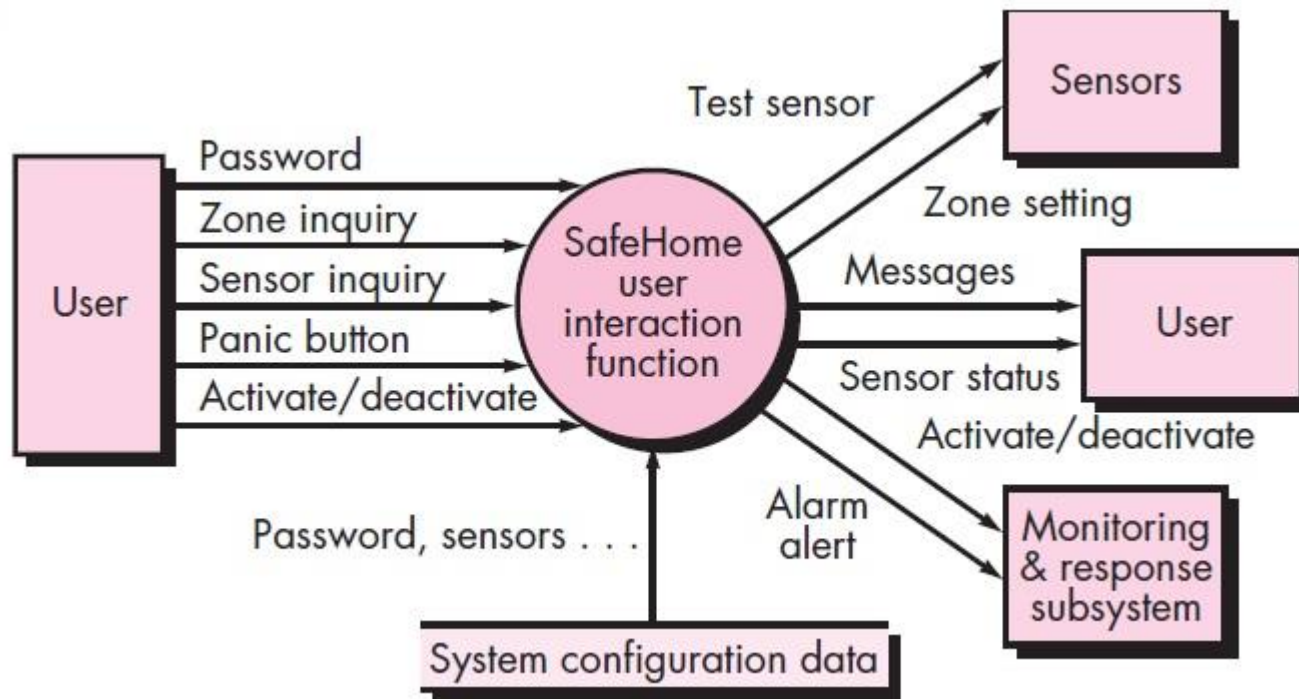 Test sensor
Sensors
Password
Zone inquiry
Sensor inquiry
Panic button
Activate/deactivate
User
SafeHome
user
interaction
function
Zone setting
Messages
User
Sensor status
Activate/deactivate
Alarm
alert
Monitoring
& response
subsystem
Password, sensors . . .
System configuration data